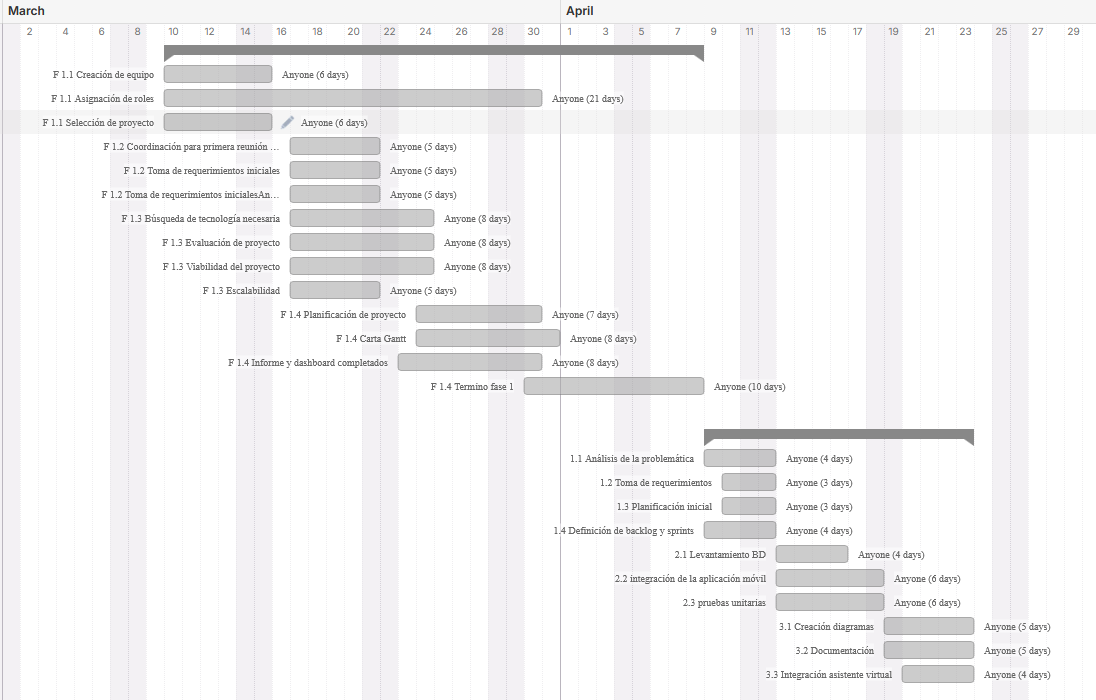 March April
2 4 6 8 10 12 14 16 18 20 22 24 26 28 30 1 3 5 7 9 11 13 15 17 19 21 23 25 27 29
F 1.1 Creación de equipo Anyone (6 days)
F 1.1 Asignación de roles Anyone (21 days)
F 1.1 Selección de proyecto Anyone (6 days)
F 1.2 Coordinación para primera reunión ... Anyone (5 days)
F 1.2 Toma de requerimientos iniciales Anyone (5 days)
F 1.2 Toma de requerimientos inicialesAn... Anyone (5 days)
F 1.3 Búsqueda de tecnología necesaria Anyone (8 days)
F 1.3 Evaluación de proyecto Anyone (8 days)
F 1.3 Viabilidad del proyecto Anyone (8 days)
F 1.3 Escalabilidad Anyone (5 days)
F 1.4 Planificación de proyecto Anyone (7 days)
F 1.4 Carta Gantt Anyone (8 days)
F 1.4 Informe y dashboard completados Anyone (8 days)
F 1.4 Termino fase 1 Anyone (10 days)
1.1 Análisis de la problemática Anyone (4 days)
1.2 Toma de requerimientos Anyone (3 days)
1.3 Planificación inicial Anyone (3 days)
1.4 Definición de backlog y sprints Anyone (4 days)
2.1 Levantamiento BD Anyone (4 days)
2.2 integración de la aplicación móvil Anyone (6 days)
2.3 pruebas unitarias Anyone (6 days)
3.1 Creación diagramas Anyone (5 days)
3.2 Documentación Anyone (5 days)
3.3 Integración asistente virtual Anyone (4 days)